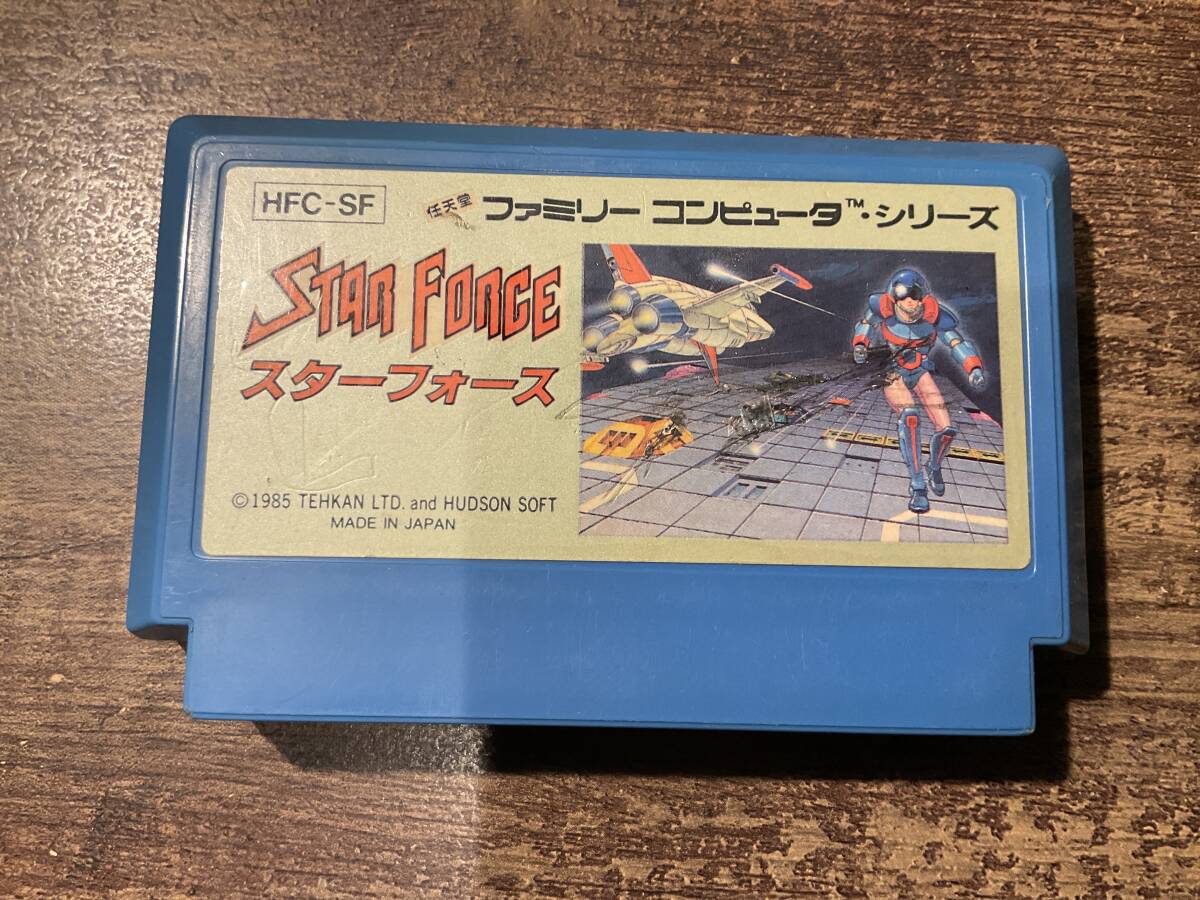 HFC-SF
任天堂 ファミリー コンピュータ™・シリーズ
STAR FORCE
スターフォース
©1985 TEHKAN LTD. and HUDSON SOFT
MADE IN JAPAN